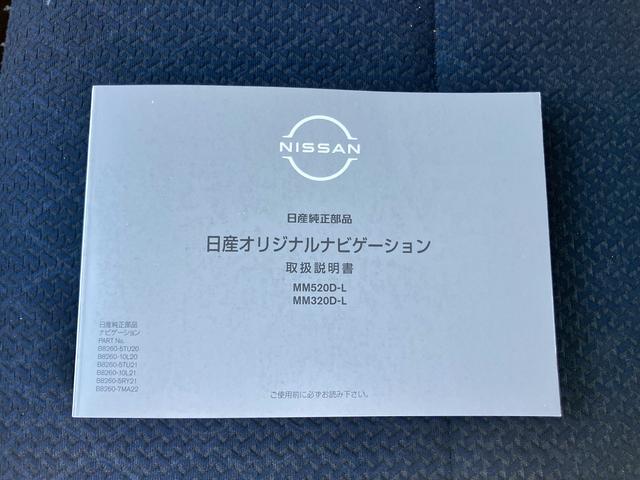 NISSAN
日産純正部品
日産オリジナルナビゲーション
取扱説明書
MM520D-L
MM320D-L
日産純正部品
ナビゲーション
PART No.
B8260-5TU20
B8260-10L20
B8260-5TU21
B8260-10L21
B8260-5RY21
B8260-7MA22
ご使用前に必ずお読み下さい。